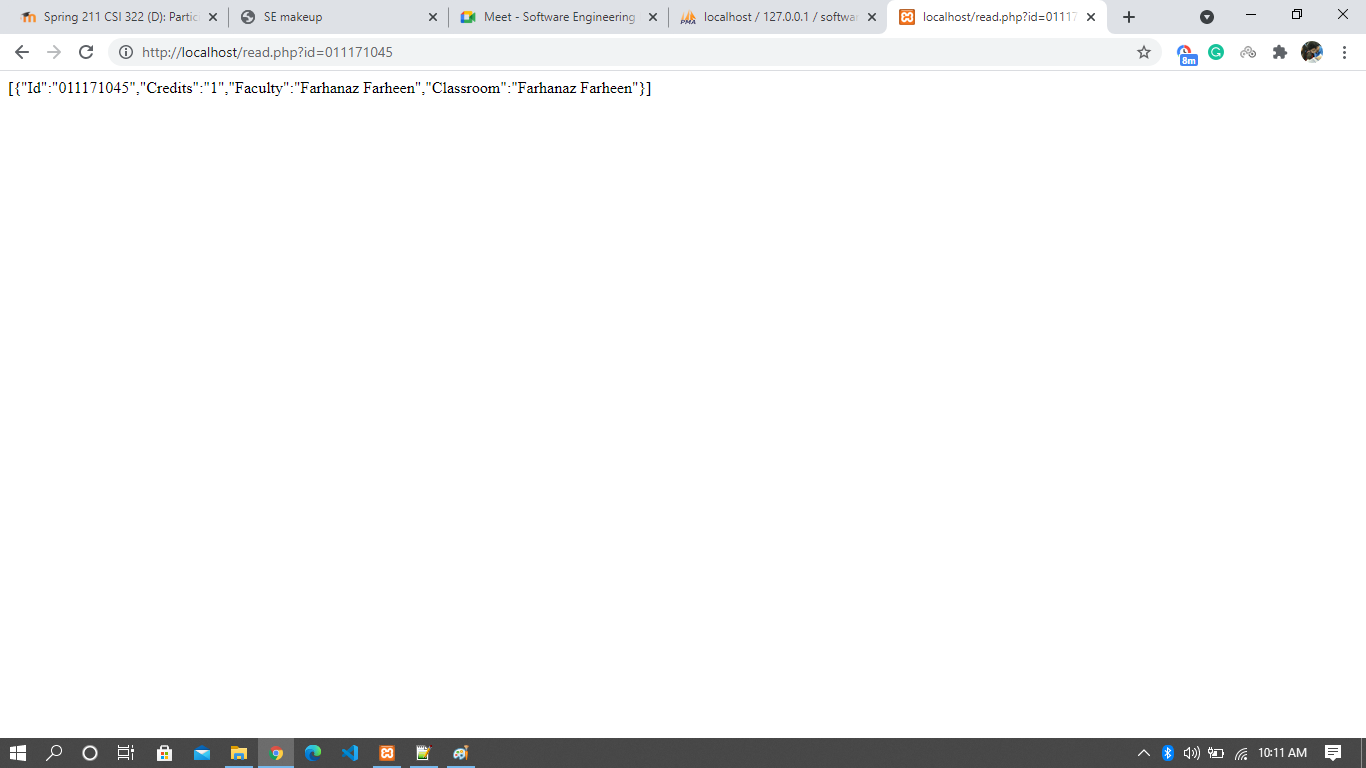 Spring 211 CSI 322 (D): Partici
SE makeup
Meet - Software Engineering
PMA
localhost / 127.0.0.1 / softwar
localhost/read.php?id=01117
http://localhost/read.php?id=011171045
8m
[{"Id":"011171045","Credits":"1","Faculty":"Farhanaz Farheen","Classroom":"Farhanaz Farheen"}]
10:11 AM